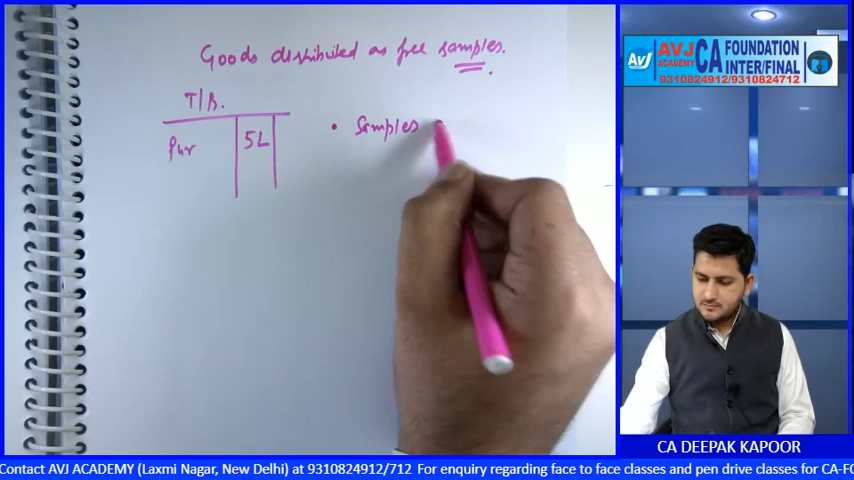 Goods distributed as free samples.
T/B.
Pur 5L
• Samples
AVJ
ACADEMY
CA
FOUNDATION
INTER/FINAL
9310824912/9310824712
AVJ
CA DEEPAK KAPOOR
Contact AVJ ACADEMY (Laxmi Nagar, New Delhi) at 9310824912/712 For enquiry regarding face to face classes and pen drive classes for CA-FO